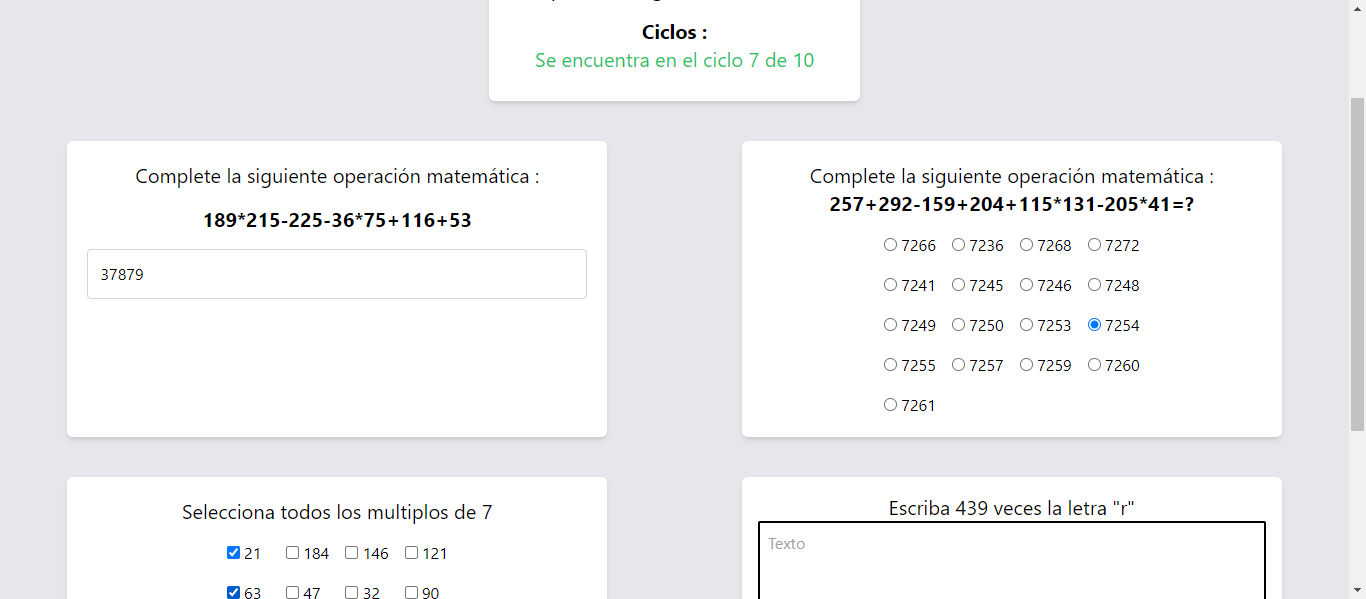 Ciclos :
Se encuentra en el ciclo 7 de 10
Complete la siguiente operación matemática :
189*215-225-36*75+116+53
37879
Complete la siguiente operación matemática :
257+292-159+204+115*131-205*41=?
7266 7236 7268 7272
7241 7245 7246 7248
7249 7250 7253 7254
7255 7257 7259 7260
7261
Selecciona todos los multiplos de 7
21 184 146 121
63 47 32 90
Escriba 439 veces la letra "r"
Texto